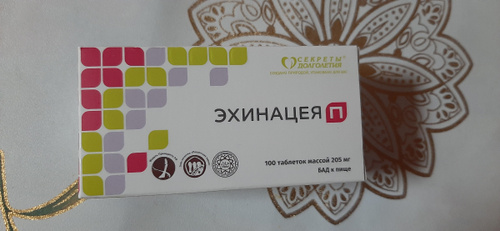 СЕКРЕТЫ
ДОЛГОЛЕТИЯ
ЭХИНАЦЕЯ П
100 таблеток массой 205 мг
БАД к пище